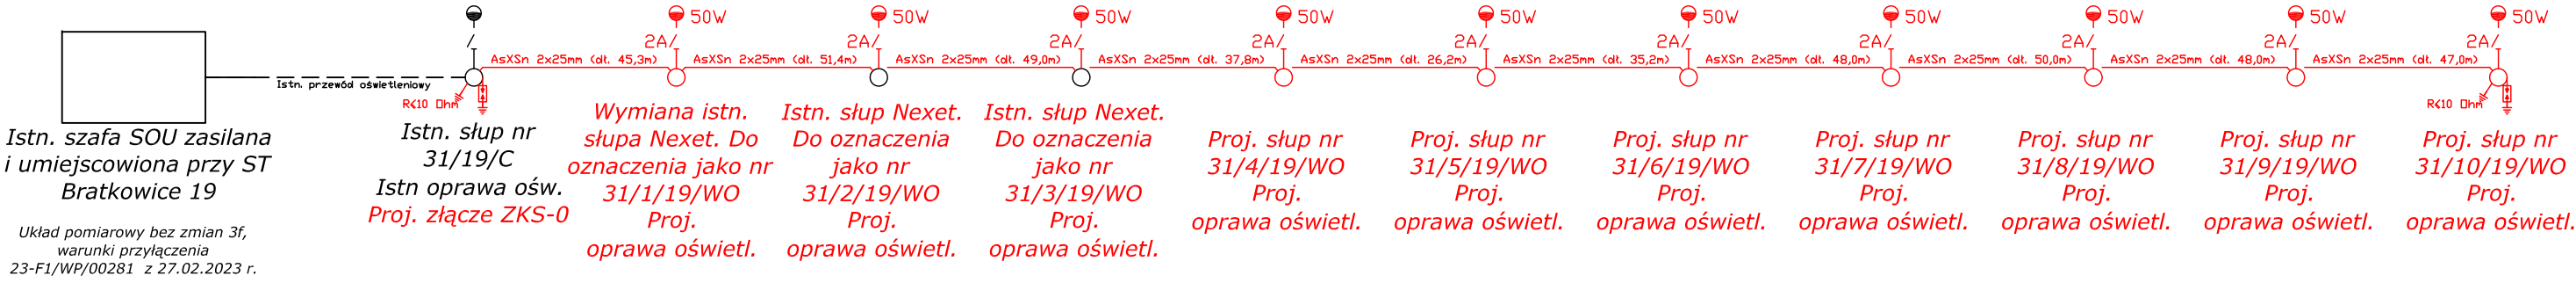 50W 50W 50W 50W 50W 50W 50W 50W 50W 50W
2A 2A 2A 2A 2A 2A 2A 2A 2A 2A
AsXSn 2x25mm (dł. 45,3m) AsXSn 2x25mm (dł. 51,4m) AsXSn 2x25mm (dł. 49,0m) AsXSn 2x25mm (dł. 37,8m) AsXSn 2x25mm (dł. 26,2m) AsXSn 2x25mm (dł. 35,2m) AsXSn 2x25mm (dł. 48,0m) AsXSn 2x25mm (dł. 50,0m) AsXSn 2x25mm (dł. 48,0m) AsXSn 2x25mm (dł. 47,0m)
Istn. przewód oświetleniowy
R≤10 Ohm
R≤10 Ohm
Istn. szafa SOU zasilana
i umiejscowiona przy ST
Bratkowice 19
Układ pomiarowy bez zmian 3f,
warunki przyłączenia
23-F1/WP/00281 z 27.02.2023 r.
Istn. słup nr
31/19/C
Istn oprawa ośw.
Proj. złącze ZKS-0
Wymiana istn.
słupa Nexet. Do
oznaczenia jako nr
31/1/19/WO
Proj.
oprawa oświetl.
Istn. słup Nexet.
Do oznaczenia
jako nr
31/2/19/WO
Proj.
oprawa oświetl.
Istn. słup Nexet.
Do oznaczenia
jako nr
31/3/19/WO
Proj.
oprawa oświetl.
Proj. słup nr
31/4/19/WO
Proj.
oprawa oświetl.
Proj. słup nr
31/5/19/WO
Proj.
oprawa oświetl.
Proj. słup nr
31/6/19/WO
Proj.
oprawa oświetl.
Proj. słup nr
31/7/19/WO
Proj.
oprawa oświetl.
Proj. słup nr
31/8/19/WO
Proj.
oprawa oświetl.
Proj. słup nr
31/9/19/WO
Proj.
oprawa oświetl.
Proj. słup nr
31/10/19/WO
Proj.
oprawa oświetl.